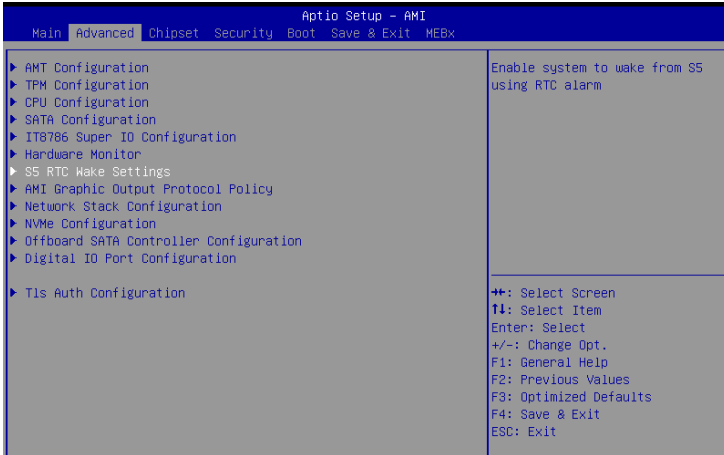 Aptio Setup – AMI
Main Advanced Chipset Security Boot Save & Exit MEBx
▶ AMT Configuration
▶ TPM Configuration
▶ CPU Configuration
▶ SATA Configuration
▶ IT8786 Super IO Configuration
▶ Hardware Monitor
▶ S5 RTC Wake Settings
▶ AMI Graphic Output Protocol Policy
▶ Network Stack Configuration
▶ NVMe Configuration
▶ Offboard SATA Controller Configuration
▶ Digital IO Port Configuration
▶ Tls Auth Configuration
Enable system to wake from S5
using RTC alarm
→←: Select Screen
↑↓: Select Item
Enter: Select
+/-: Change Opt.
F1: General Help
F2: Previous Values
F3: Optimized Defaults
F4: Save & Exit
ESC: Exit